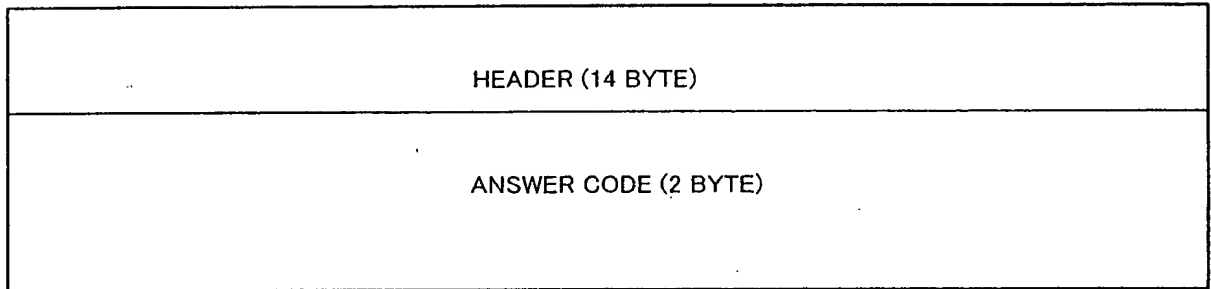 HEADER (14 BYTE)
ANSWER CODE (2 BYTE)